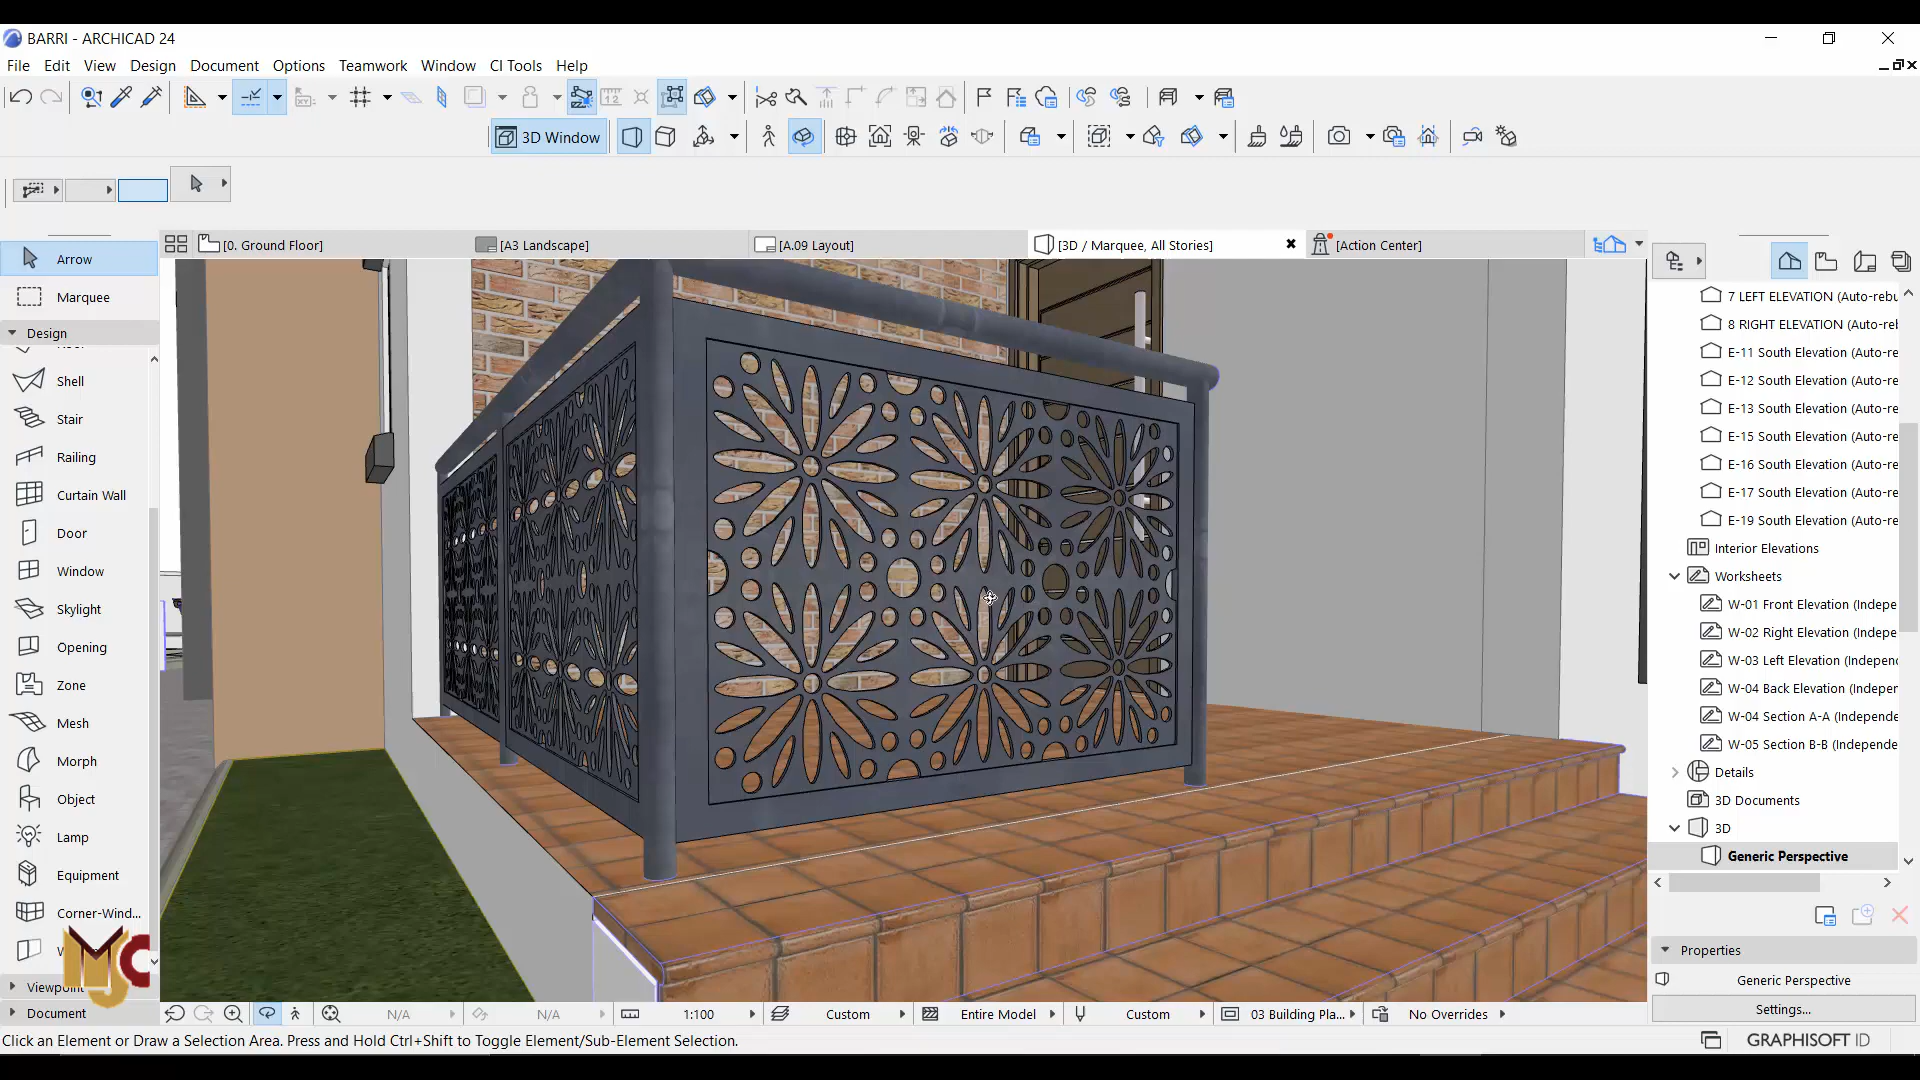 BARRI - ARCHICAD 24
File Edit View Design Document Options Teamwork Window CI Tools Help
3D Window
[0. Ground Floor] [A3 Landscape] [A.09 Layout] [3D / Marquee, All Stories] [Action Center]
Arrow
Marquee
Design
Shell
Stair
Railing
Curtain Wall
Door
Window
Skylight
Opening
Zone
Mesh
Morph
Object
Lamp
Equipment
Corner-Wind...
MJC
Viewpoint
Document
7 LEFT ELEVATION (Auto-rebu
8 RIGHT ELEVATION (Auto-reb
E-11 South Elevation (Auto-re
E-12 South Elevation (Auto-re
E-13 South Elevation (Auto-re
E-15 South Elevation (Auto-re
E-16 South Elevation (Auto-re
E-17 South Elevation (Auto-re
E-19 South Elevation (Auto-re
Interior Elevations
Worksheets
W-01 Front Elevation (Indepe
W-02 Right Elevation (Indepe
W-03 Left Elevation (Indepen
W-04 Back Elevation (Indepen
W-04 Section A-A (Independe
W-05 Section B-B (Independe
Details
3D Documents
3D
Generic Perspective
Properties
Generic Perspective
Settings...
N/A N/A 1:100 Custom Entire Model Custom 03 Building Pla... No Overrides
Click an Element or Draw a Selection Area. Press and Hold Ctrl+Shift to Toggle Element/Sub-Element Selection.
GRAPHISOFT ID